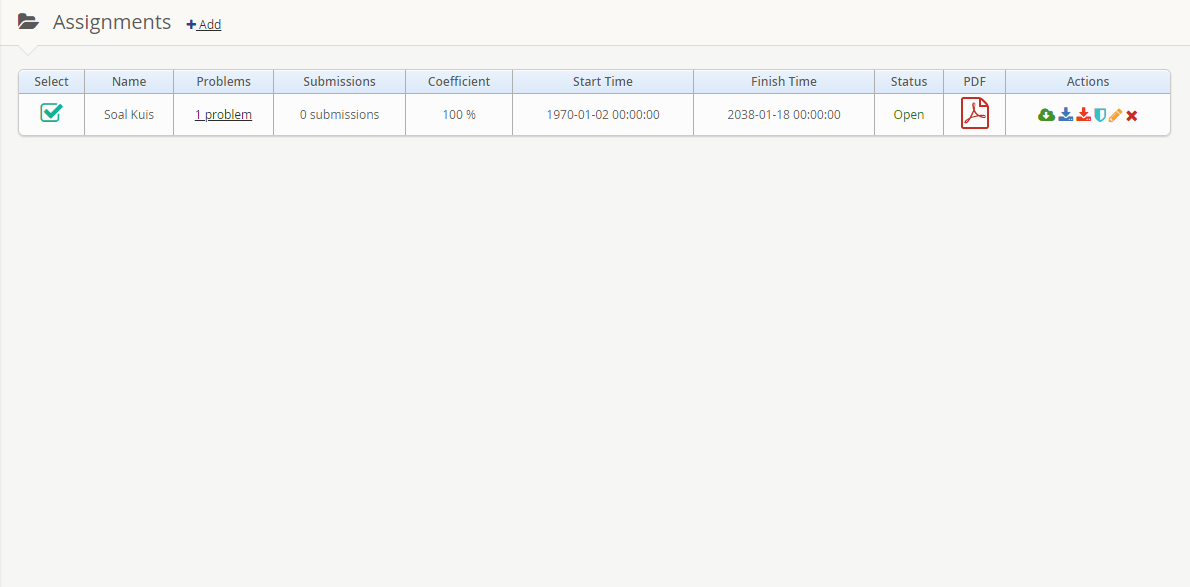 Assignments Add
Select Name Problems Submissions Coefficient Start Time Finish Time Status PDF Actions
Soal Kuis 1 problem 0 submissions 100 % 1970-01-02 00:00:00 2038-01-18 00:00:00 Open